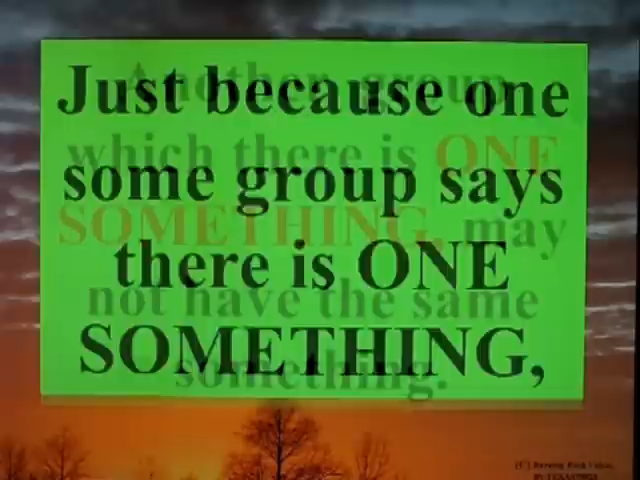 Just because one
some group says
there is ONE
SOMETHING,
Another group
which there is ONE
SOMETHING, may
not have the same
something.